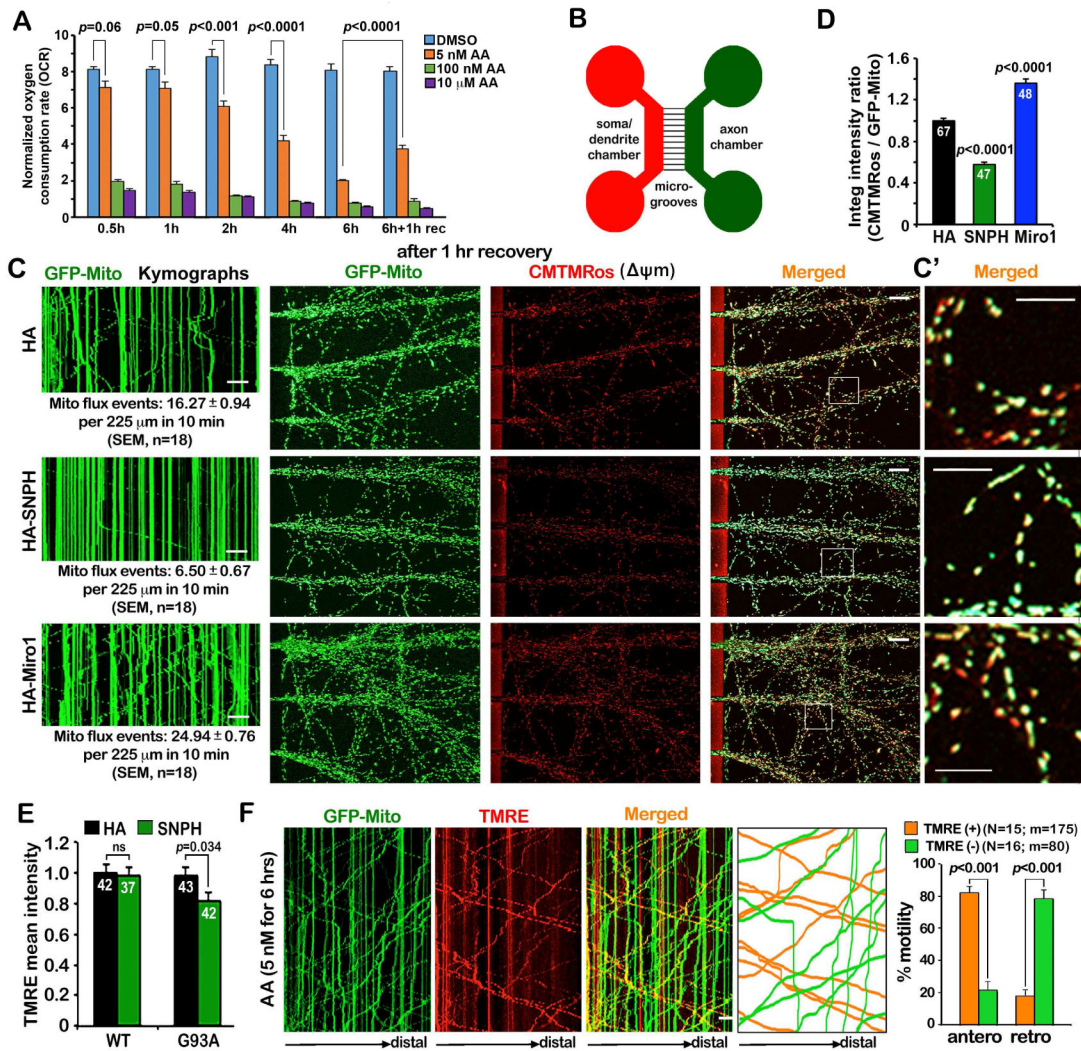 A
p=0.06
p=0.05
p<0.001
p<0.0001
p<0.0001
DMSO
5 nM AA
100 nM AA
10 μM AA
Normalized oxygen
consumption rate (OCR)
10
8
6
4
2
0
0.5h
1h
2h
4h
6h
6h+1h rec
B
soma/
dendrite
chamber
axon
chamber
micro-
grooves
D
Integ intensity ratio
(CMTMRos / GFP-Mito)
1.6
1.2
0.8
0.4
0
p<0.0001
p<0.0001
67
47
48
HA
SNPH
Miro1
after 1 hr recovery
C
GFP-Mito
Kymographs
GFP-Mito
CMTMRos (Δψm)
Merged
C'
Merged
HA
Mito flux events: 16.27 ± 0.94
per 225 μm in 10 min
(SEM, n=18)
HA-SNPH
Mito flux events: 6.50 ± 0.67
per 225 μm in 10 min
(SEM, n=18)
HA-Miro1
Mito flux events: 24.94 ± 0.76
per 225 μm in 10 min
(SEM, n=18)
E
HA
SNPH
TMRE mean intensity
1.4
1.2
1.0
0.8
0.6
0.4
0.2
0
ns
p=0.034
42
37
43
42
WT
G93A
F
GFP-Mito
TMRE
Merged
AA (5 nM for 6 hrs)
distal
distal
distal
distal
TMRE (+) (N=15; m=175)
TMRE (-) (N=16; m=80)
p<0.001
p<0.001
% motility
100
80
60
40
20
0
antero
retro